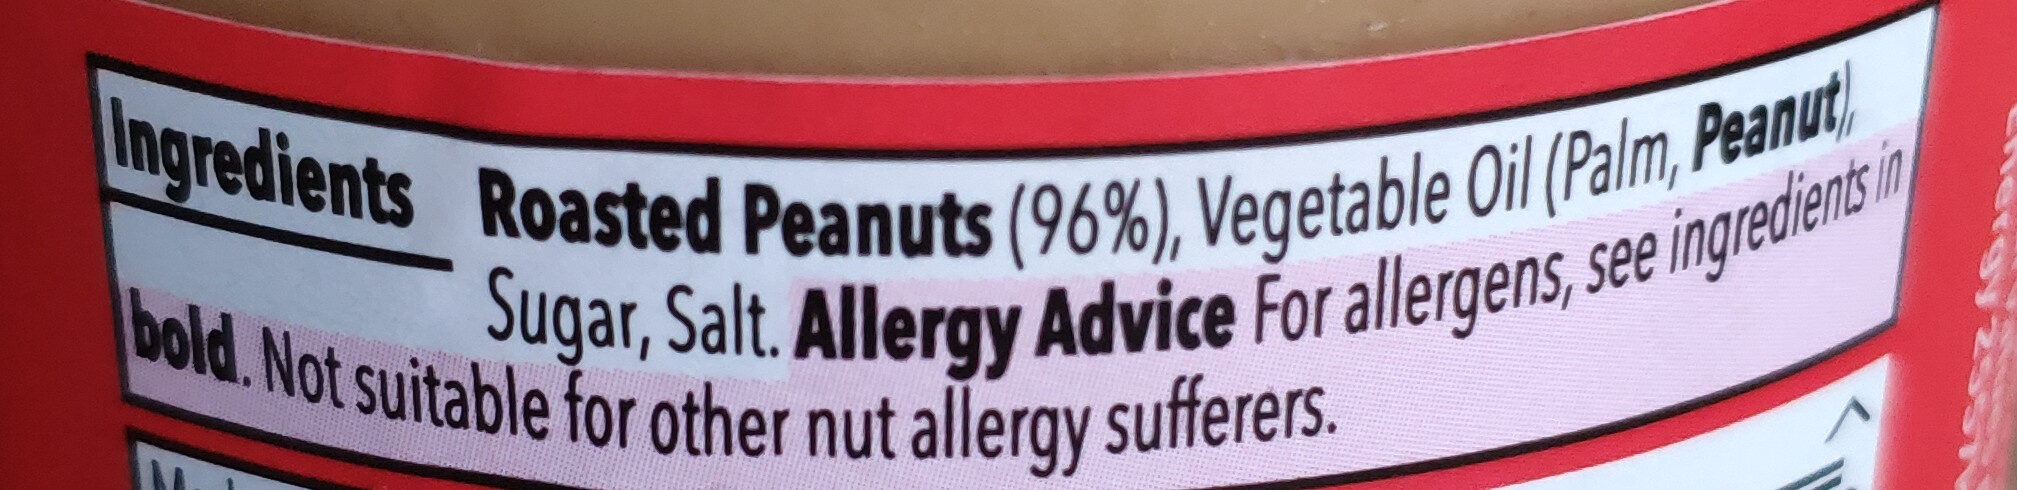 Ingredients
Roasted Peanuts (96%), Vegetable Oil (Palm, Peanut),
Sugar, Salt. Allergy Advice For allergens, see ingredients in
bold. Not suitable for other nut allergy sufferers.